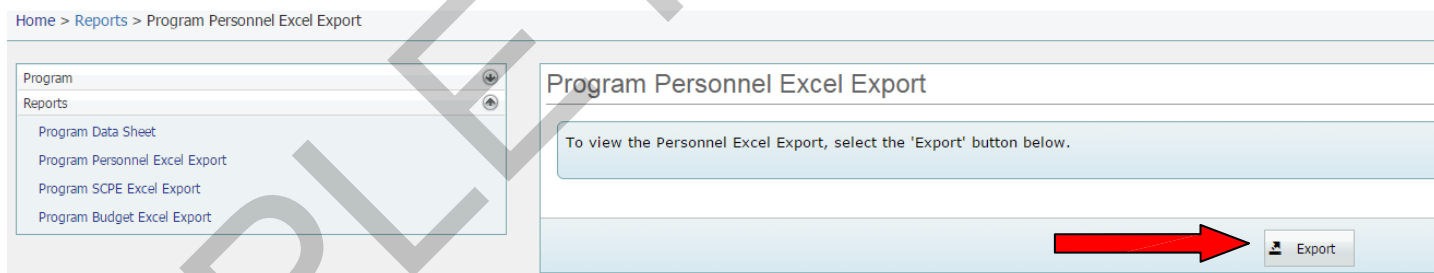 Home > Reports > Program Personnel Excel Export
Program
Reports
Program Data Sheet
Program Personnel Excel Export
Program SCPE Excel Export
Program Budget Excel Export
Program Personnel Excel Export
To view the Personnel Excel Export, select the 'Export' button below.
Export